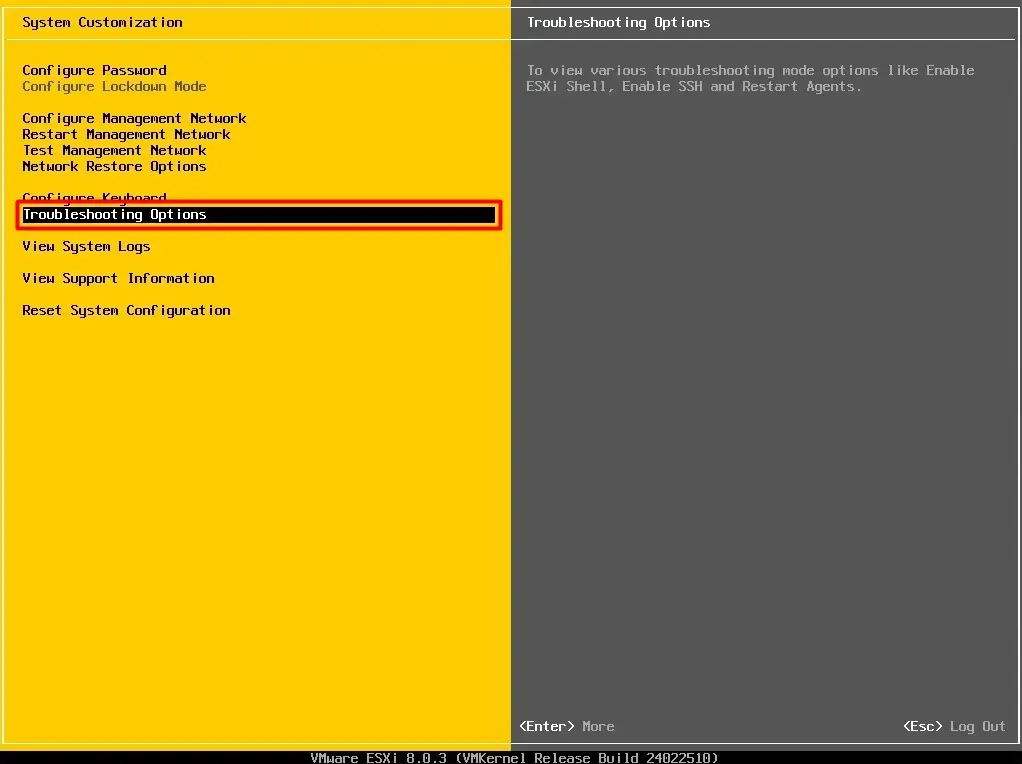 System Customization
Configure Password
Configure Lockdown Mode
Configure Management Network
Restart Management Network
Test Management Network
Network Restore Options
Configure Keyboard
Troubleshooting Options
View System Logs
View Support Information
Reset System Configuration
Troubleshooting Options
To view various troubleshooting mode options like Enable
ESXi Shell, Enable SSH and Restart Agents.
<Enter> More
<Esc> Log Out
VMware ESXi 8.0.3 (VMKernel Release Build 24022510)